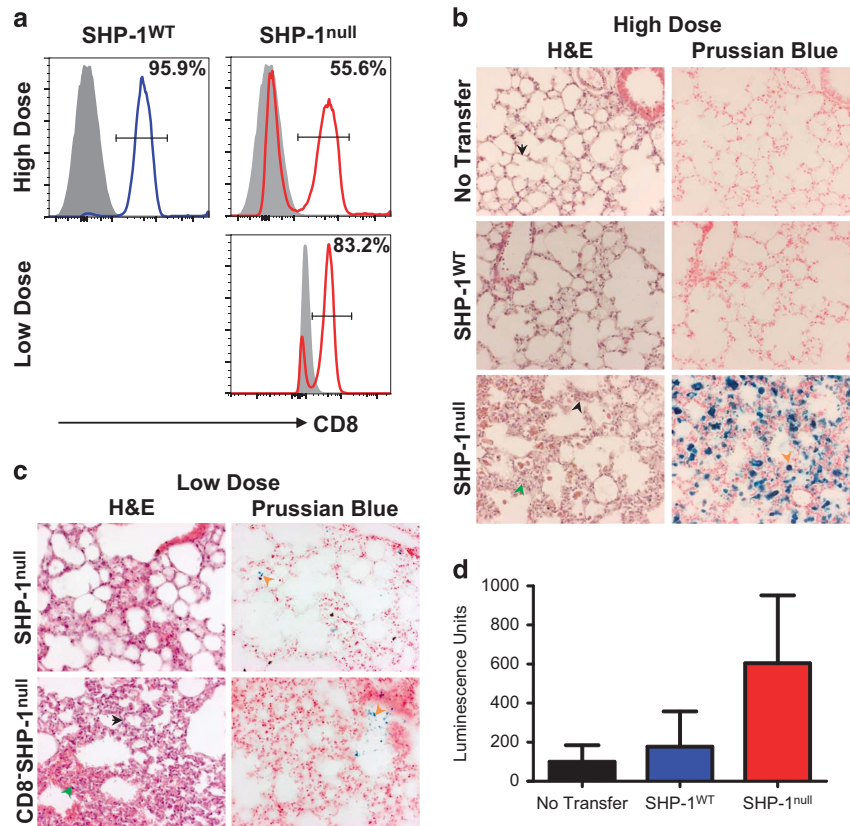 a
SHP-1WT
SHP-1null
High Dose
95.9%
55.6%
Low Dose
83.2%
CD8
b
High Dose
H&E
Prussian Blue
No Transfer
SHP-1WT
SHP-1null
c
Low Dose
H&E
Prussian Blue
SHP-1null
CD8-SHP-1null
d
Luminescence Units
1000
800
600
400
200
0
No Transfer
SHP-1WT
SHP-1null